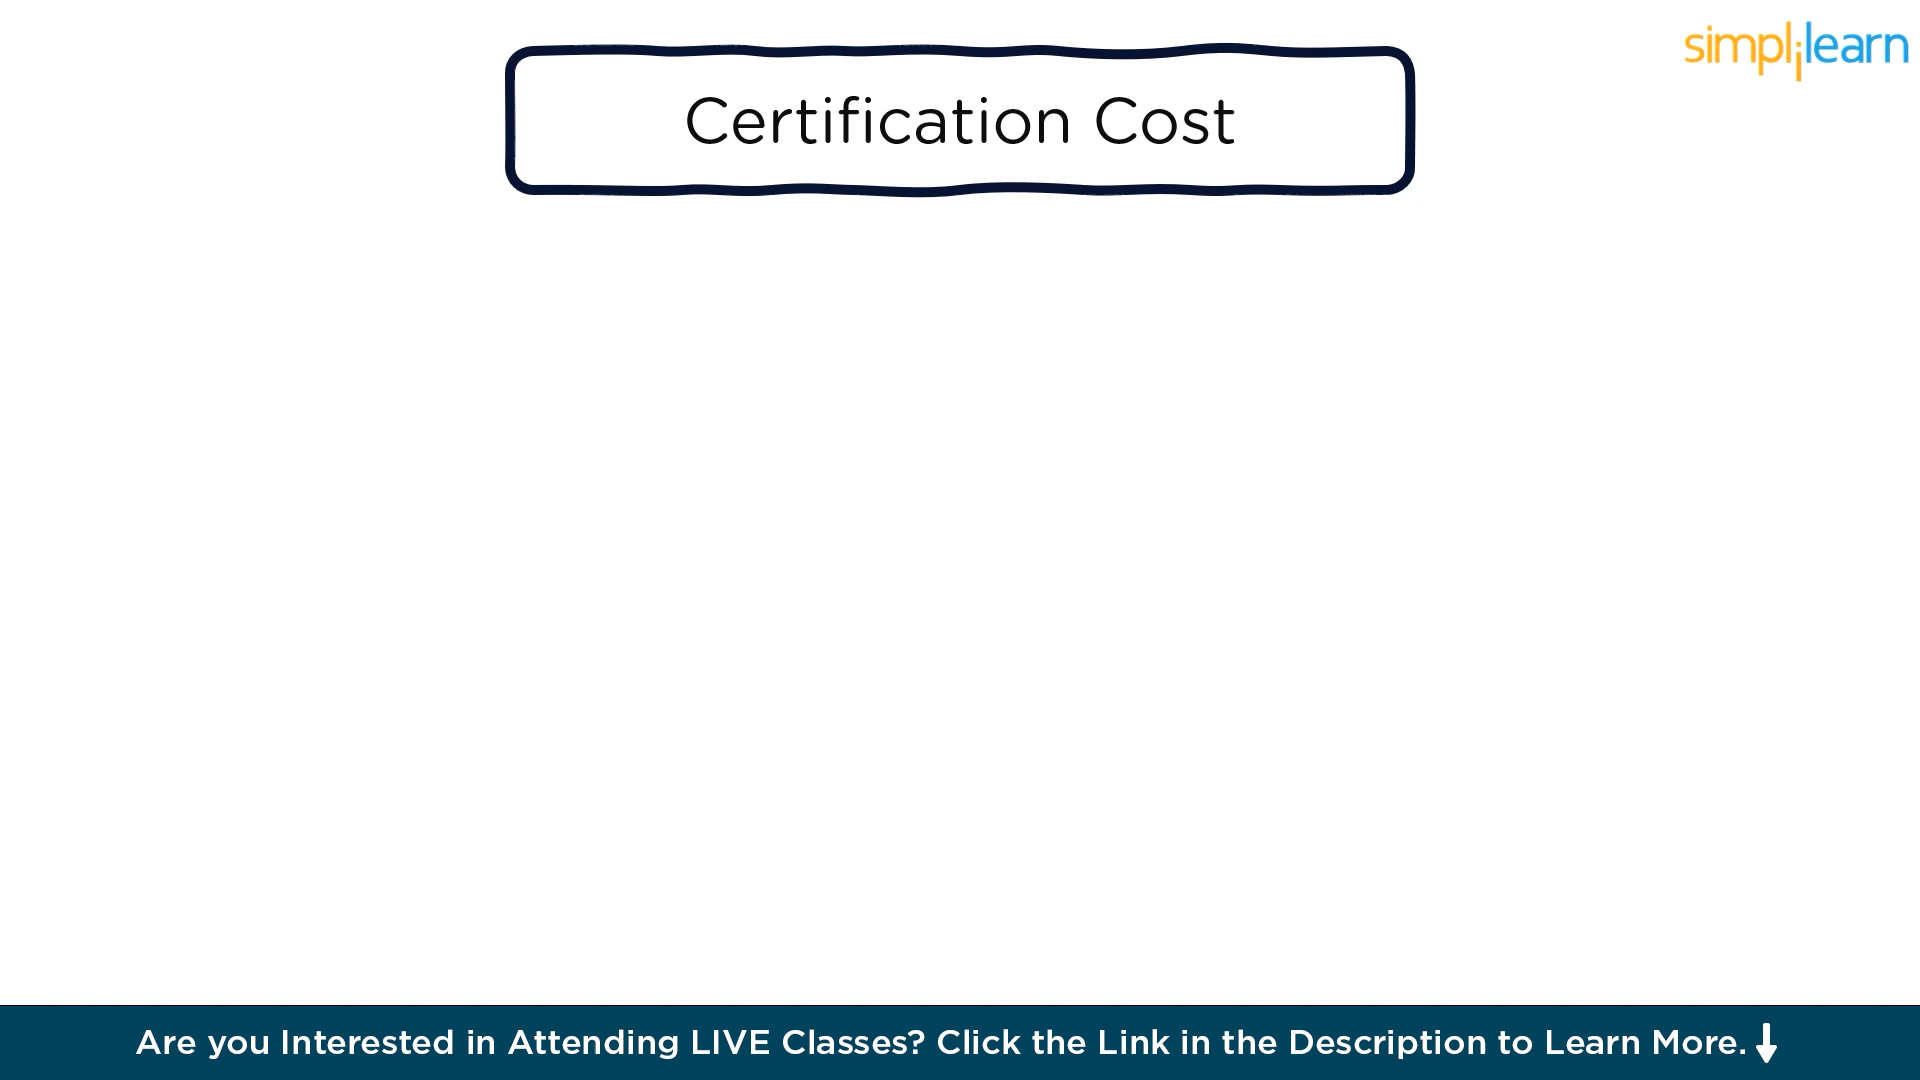 simplilearn
Certification Cost
Are you Interested in Attending LIVE Classes? Click the Link in the Description to Learn More.